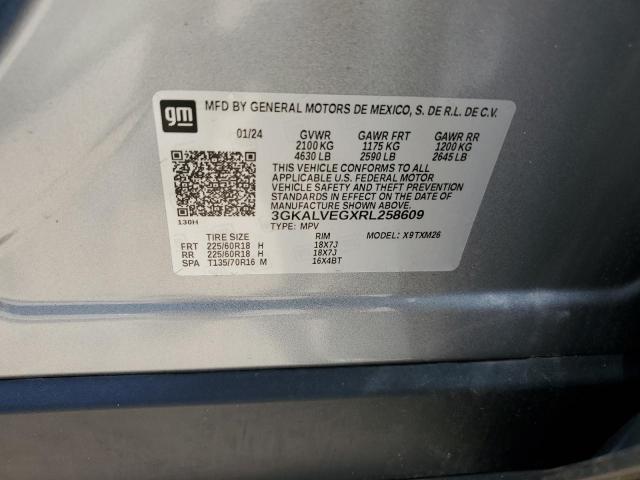 gm MFD BY GENERAL MOTORS DE MEXICO, S. DE R.L. DE C.V.
01/24 GVWR GAWR FRT GAWR RR
2100 KG 1175 KG 1200 KG
4630 LB 2590 LB 2645 LB
THIS VEHICLE CONFORMS TO ALL
APPLICABLE U.S. FEDERAL MOTOR
VEHICLE SAFETY AND THEFT PREVENTION
STANDARDS IN EFFECT ON THE DATE OF
MANUFACTURE SHOWN ABOVE.
130H 3GKALVEGXRL258609
TYPE: MPV MODEL: X9TXM26
TIRE SIZE RIM
FRT 225/60R18 H 18X7J
RR 225/60R18 H 18X7J
SPA T135/70R16 M 16X4BT